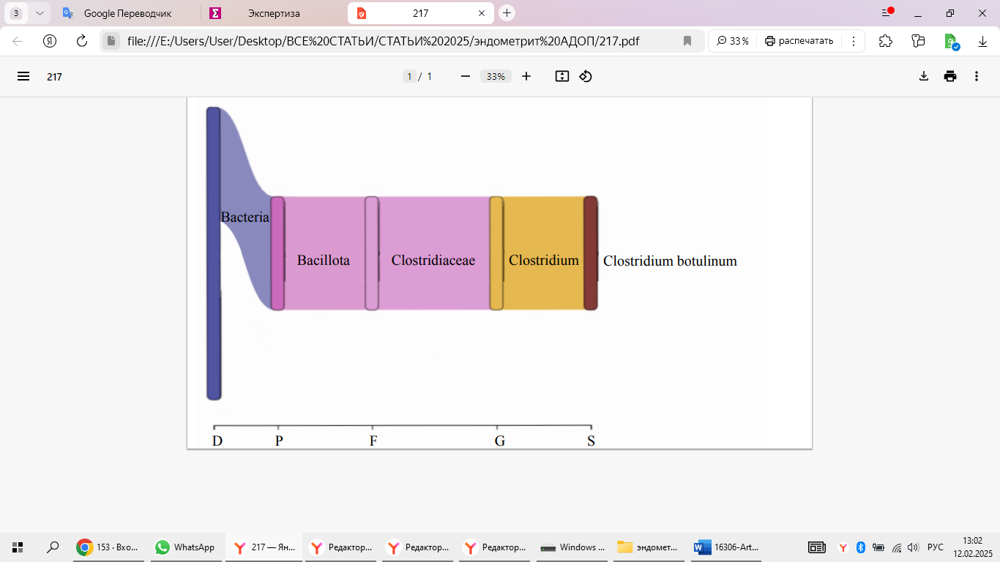 3
Google Переводчик
Экспертиза
217
file:///E:/Users/User/Desktop/ВСЕ%20СТАТЬИ/СТАТЬИ%202025/эндометрит%20АДОП/217.pdf
33%
распечатать
217
1 / 1
33%
Bacteria
Bacillota
Clostridiaceae
Clostridium
Clostridium botulinum
D
P
F
G
S
153 · Вхо...
WhatsApp
217 — Ян...
Редактор...
Редактор...
Редактор...
Windows ...
эндомет...
16306-Art...
РУС
13:02
12.02.2025